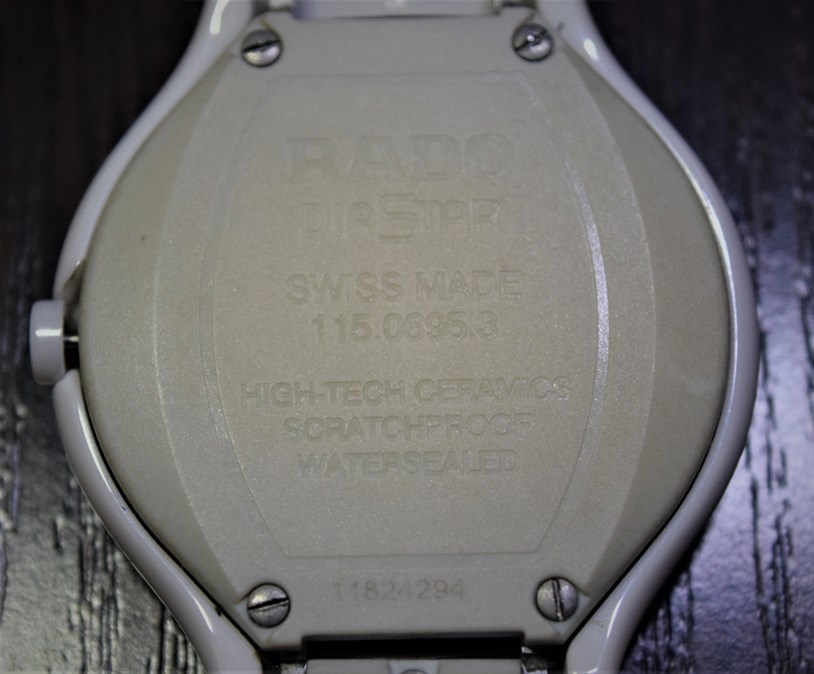 RADO
DIASTAR
SWISS MADE
115.0695.3
HIGH-TECH CERAMICS
SCRATCHPROOF
WATERSEALED
11824294